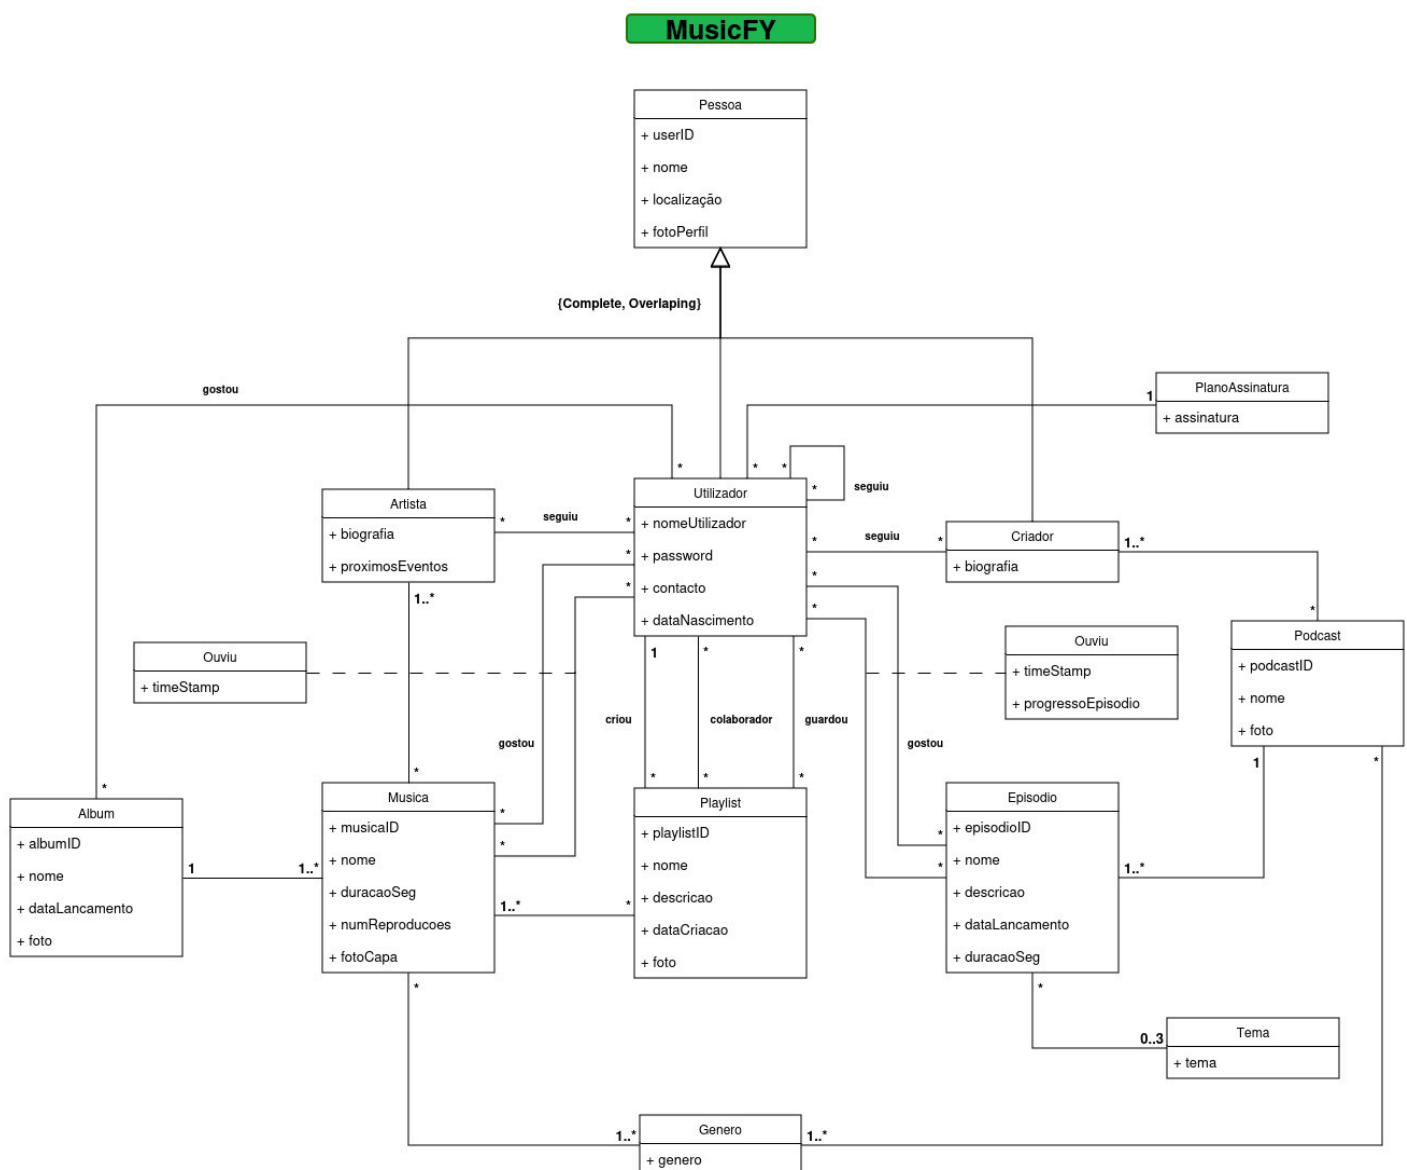 MusicFY
Pessoa
+ userID
+ nome
+ localização
+ fotoPerfil
{Complete, Overlaping}
gostou
PlanoAssinatura
+ assinatura
1
*
*
*
*
seguiu
Utilizador
+ nomeUtilizador
+ password
+ contacto
+ dataNascimento
Artista
+ biografia
+ proximosEventos
*
seguiu
*
*
*
1..*
*
seguiu
*
*
*
Criador
+ biografia
1..*
*
Podcast
+ podcastID
+ nome
+ foto
1
*
Ouviu
+ timeStamp
Ouviu
+ timeStamp
+ progressoEpisodio
1
*
*
criou
colaborador
guardou
gostou
gostou
*
*
*
*
*
Album
+ albumID
+ nome
+ dataLancamento
+ foto
1
1..*
Musica
+ musicaID
+ nome
+ duracaoSeg
+ numReproducoes
+ fotoCapa
*
*
1..*
*
Playlist
+ playlistID
+ nome
+ descricao
+ dataCriacao
+ foto
*
*
Episodio
+ episodioID
+ nome
+ descricao
+ dataLancamento
+ duracaoSeg
1..*
*
*
0..3
Tema
+ tema
1..*
Genero
+ genero
1..*